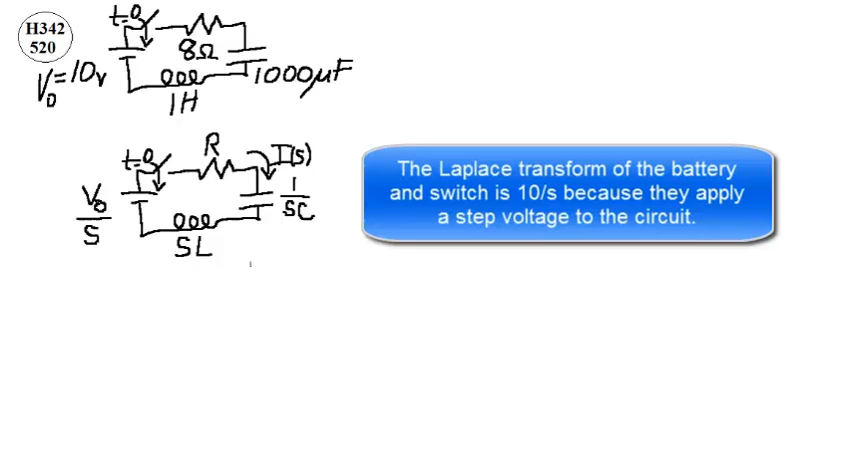 H342
520
t=0
8Ω
V₀=10v
1000μF
1H
t=0
R
I(s)
V₀/S
1/SC
SL
The Laplace transform of the battery
and switch is 10/s because they apply
a step voltage to the circuit.